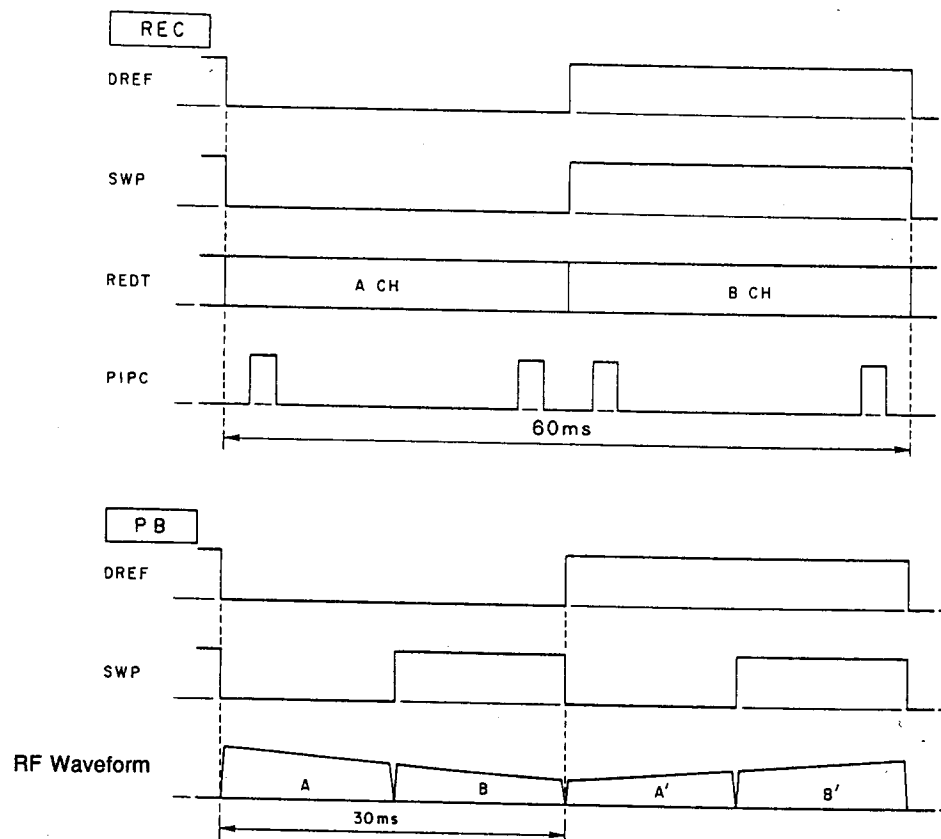 REC
DREF
SWP
REDT
A CH
B CH
PIPC
60ms
PB
DREF
SWP
RF Waveform
A
B
A'
B'
30ms